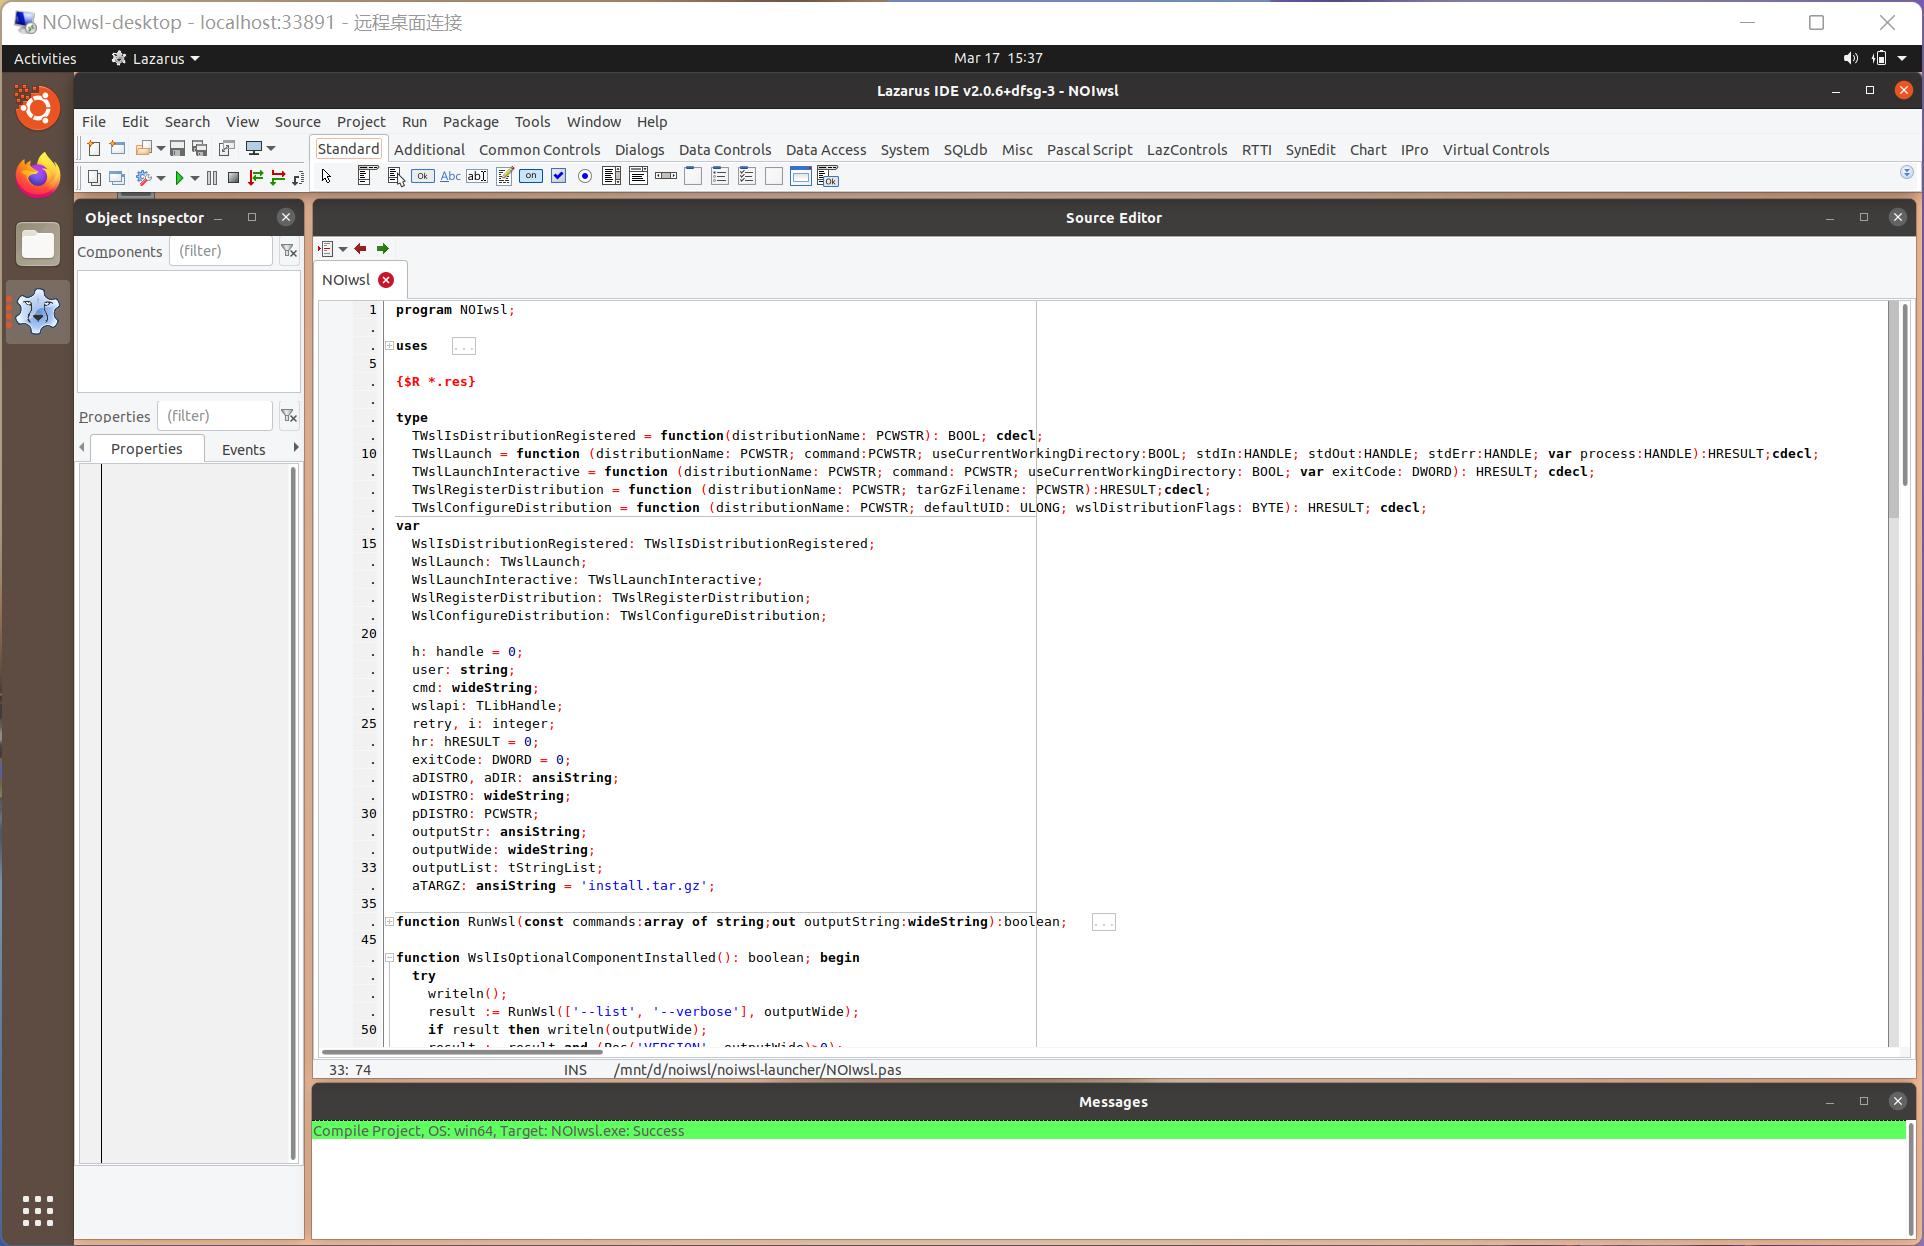 NOIwsl-desktop - localhost:33891 - 远程桌面连接
Activities Lazarus Mar 17 15:37
Lazarus IDE v2.0.6+dfsg-3 - NOIwsl
File Edit Search View Source Project Run Package Tools Window Help
Standard Additional Common Controls Dialogs Data Controls Data Access System SQLdb Misc Pascal Script LazControls RTTI SynEdit Chart IPro Virtual Controls
Ok Abc abI on Ok
Object Inspector
Components (filter)
Properties (filter)
Properties Events
Source Editor
NOIwsl
1 program NOIwsl;
.
. uses ...
5
. {$R *.res}
.
. type
. TWslIsDistributionRegistered = function(distributionName: PCWSTR): BOOL; cdecl;
10 TWslLaunch = function (distributionName: PCWSTR; command:PCWSTR; useCurrentWorkingDirectory:BOOL; stdIn:HANDLE; stdOut:HANDLE; stdErr:HANDLE; var process:HANDLE):HRESULT;cdecl;
. TWslLaunchInteractive = function (distributionName: PCWSTR; command: PCWSTR; useCurrentWorkingDirectory: BOOL; var exitCode: DWORD): HRESULT; cdecl;
. TWslRegisterDistribution = function (distributionName: PCWSTR; tarGzFilename: PCWSTR):HRESULT;cdecl;
. TWslConfigureDistribution = function (distributionName: PCWSTR; defaultUID: ULONG; wslDistributionFlags: BYTE): HRESULT; cdecl;
. var
15 WslIsDistributionRegistered: TWslIsDistributionRegistered;
. WslLaunch: TWslLaunch;
. WslLaunchInteractive: TWslLaunchInteractive;
. WslRegisterDistribution: TWslRegisterDistribution;
. WslConfigureDistribution: TWslConfigureDistribution;
20
. h: handle = 0;
. user: string;
. cmd: wideString;
. wslapi: TLibHandle;
25 retry, i: integer;
. hr: hRESULT = 0;
. exitCode: DWORD = 0;
. aDISTRO, aDIR: ansiString;
. wDISTRO: wideString;
30 pDISTRO: PCWSTR;
. outputStr: ansiString;
. outputWide: wideString;
33 outputList: tStringList;
. aTARGZ: ansiString = 'install.tar.gz';
35
. function RunWsl(const commands:array of string;out outputString:wideString):boolean; ...
45
. function WslIsOptionalComponentInstalled(): boolean; begin
. try
. writeln();
. result := RunWsl(['--list', '--verbose'], outputWide);
50 if result then writeln(outputWide);
result := result and (Pos('VERSION', outputWide)>0);
33: 74 INS /mnt/d/noiwsl/noiwsl-launcher/NOIwsl.pas
Messages
Compile Project, OS: win64, Target: NOIwsl.exe: Success